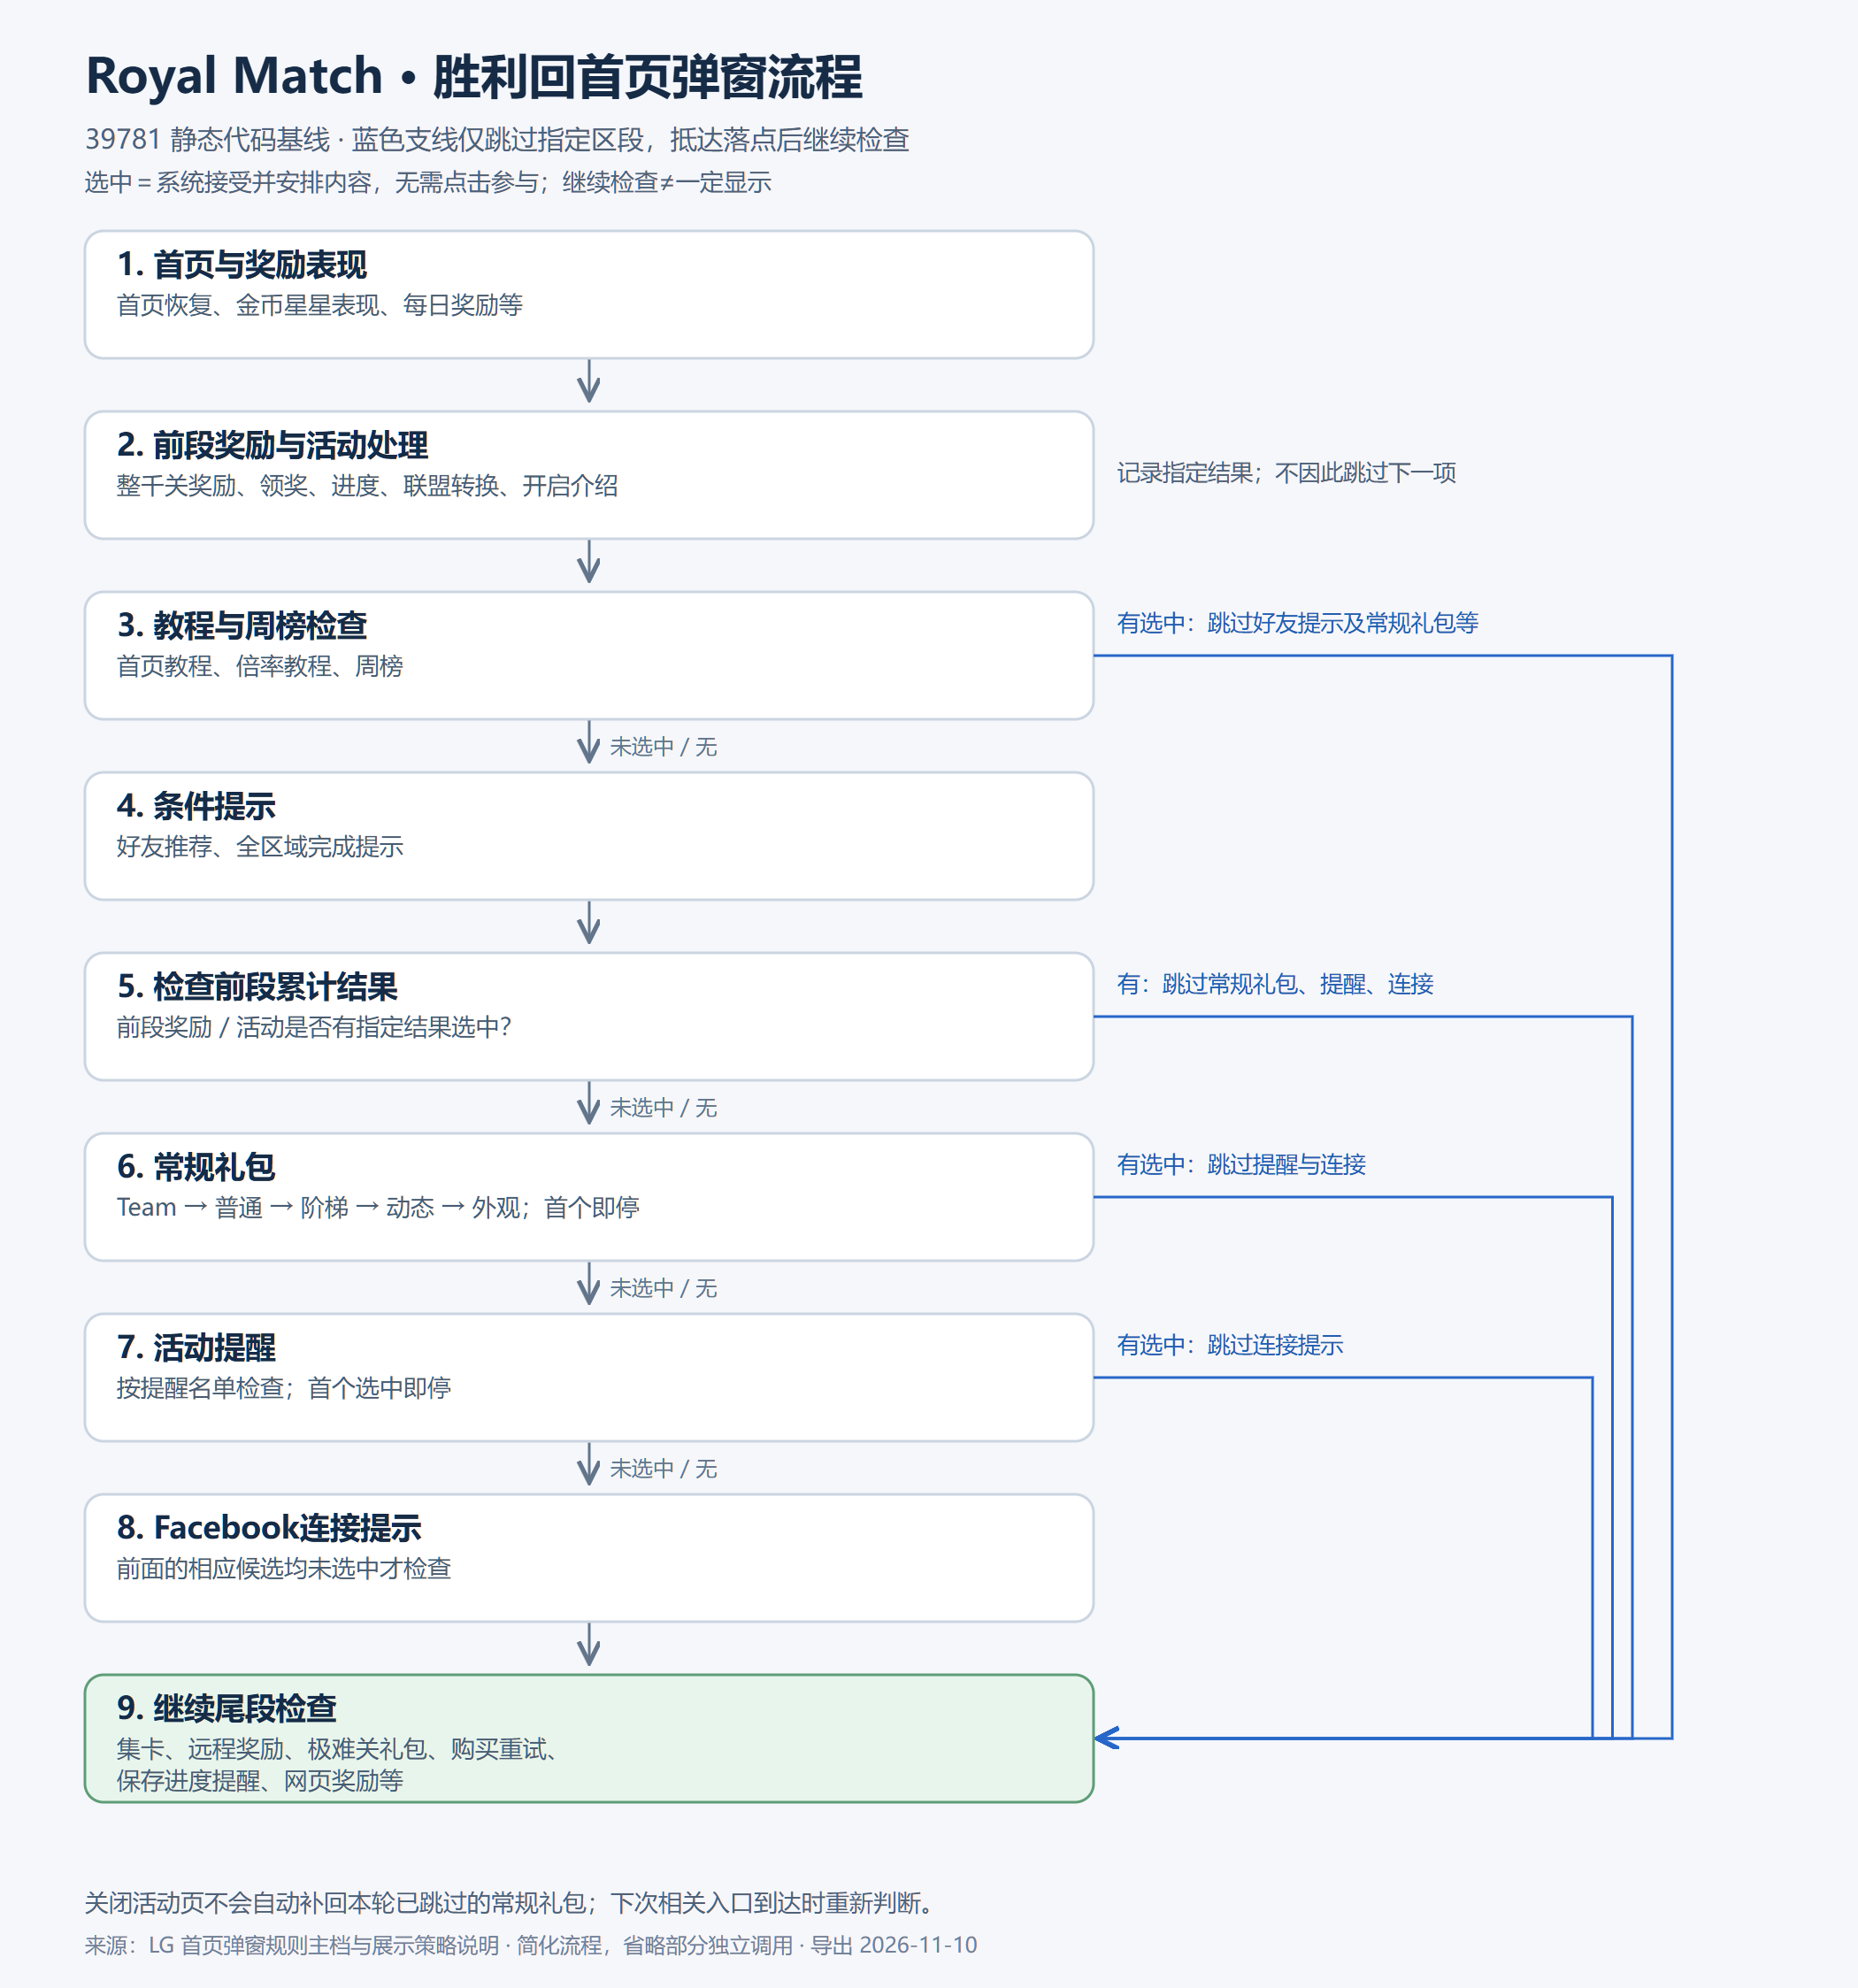 Royal Match • 胜利回首页弹窗流程
39781 静态代码基线 · 蓝色支线仅跳过指定区段，抵达落点后继续检查
选中 = 系统接受并安排内容，无需点击参与；继续检查≠一定显示
1. 首页与奖励表现
首页恢复、金币星星表现、每日奖励等
2. 前段奖励与活动处理
整千关奖励、领奖、进度、联盟转换、开启介绍
记录指定结果；不因此跳过下一项
3. 教程与周榜检查
首页教程、倍率教程、周榜
有选中：跳过好友提示及常规礼包等
未选中 / 无
4. 条件提示
好友推荐、全区域完成提示
5. 检查前段累计结果
前段奖励 / 活动是否有指定结果选中？
有：跳过常规礼包、提醒、连接
未选中 / 无
6. 常规礼包
Team → 普通 → 阶梯 → 动态 → 外观；首个即停
有选中：跳过提醒与连接
未选中 / 无
7. 活动提醒
按提醒名单检查；首个选中即停
有选中：跳过连接提示
未选中 / 无
8. Facebook连接提示
前面的相应候选均未选中才检查
9. 继续尾段检查
集卡、远程奖励、极难关礼包、购买重试、
保存进度提醒、网页奖励等
关闭活动页不会自动补回本轮已跳过的常规礼包；下次相关入口到达时重新判断。
来源：LG 首页弹窗规则主档与展示策略说明 · 简化流程，省略部分独立调用 · 导出 2026-11-10